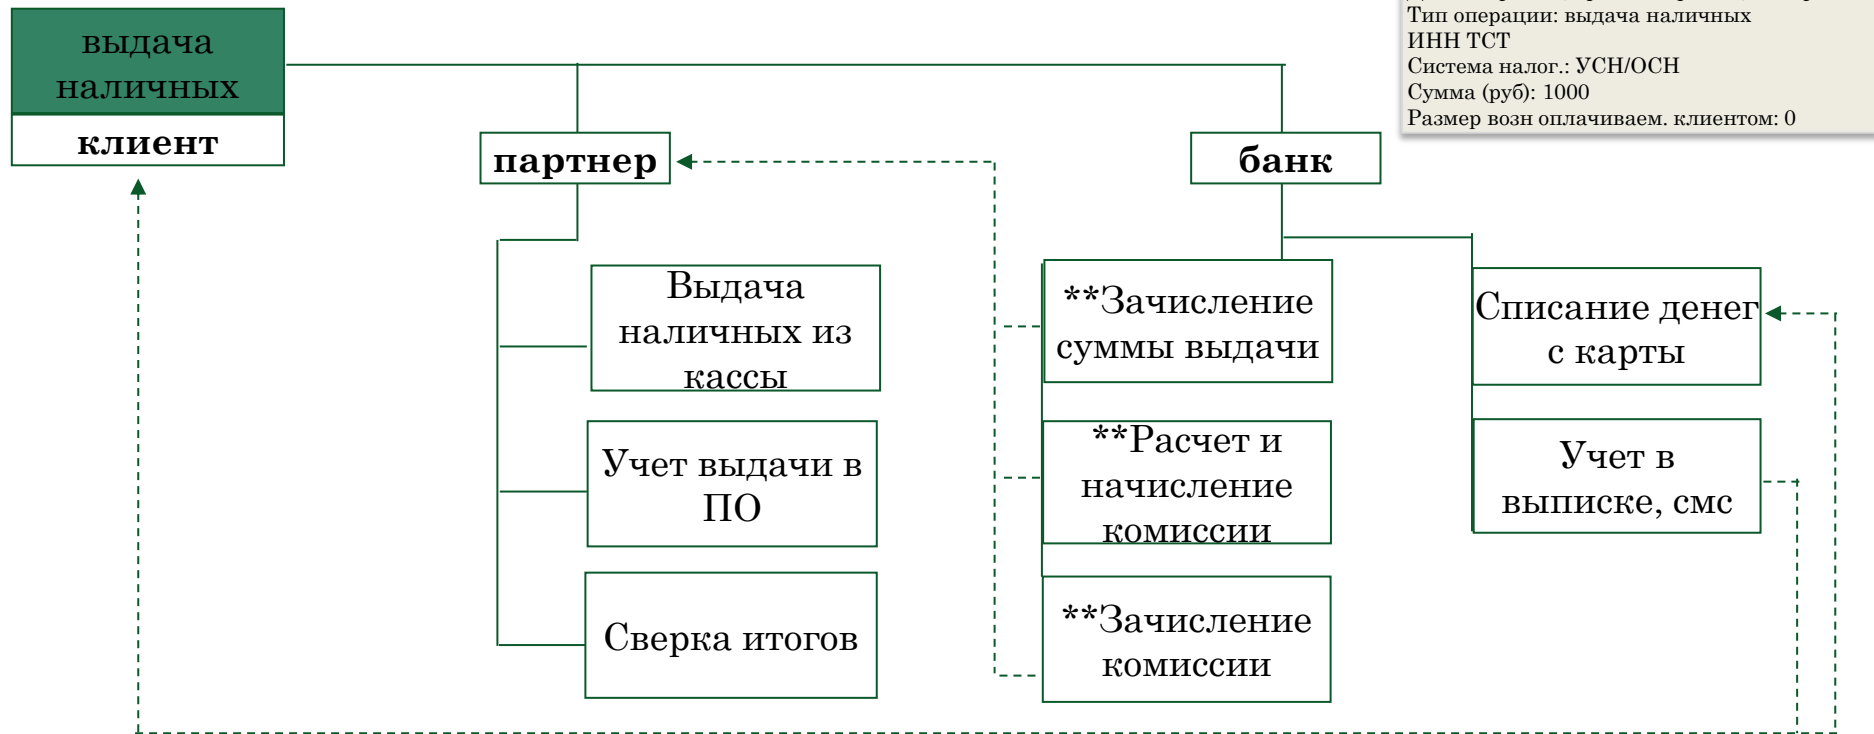 Тип операции: выдача наличных
ИНН ТСТ
Система налог.: УСН/ОСН
Сумма (руб): 1000
Размер возн оплачиваем. клиентом: 0
выдача
наличных
клиент
партнер
банк
Выдача
наличных из
кассы
Учет выдачи в
ПО
Сверка итогов
**Зачисление
суммы выдачи
**Расчет и
начисление
комиссии
**Зачисление
комиссии
Списание денег
с карты
Учет в
выписке, смс